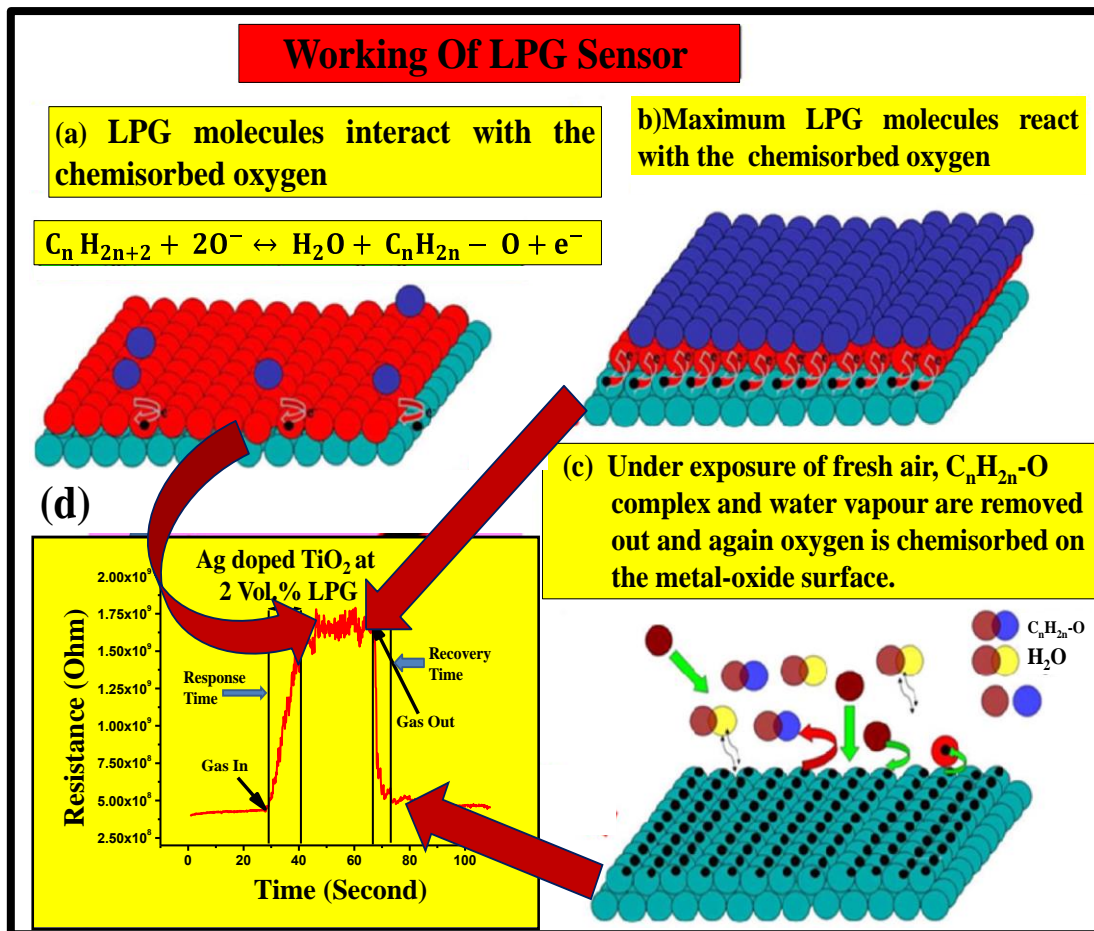 Working Of LPG Sensor
(a) LPG molecules interact with the
chemisorbed oxygen
CₙH₂ₙ₊₂ + 2O⁻ ↔ H₂O + CₙH₂ₙ − O + e⁻
b)Maximum LPG molecules react
with the chemisorbed oxygen
(c) Under exposure of fresh air, CₙH₂ₙ-O
complex and water vapour are removed
out and again oxygen is chemisorbed on
the metal-oxide surface.
(d)
Ag doped TiO₂ at
2 Vol.% LPG
Resistance (Ohm)
2.00x10⁹
1.75x10⁹
1.50x10⁹
1.25x10⁹
1.00x10⁹
7.50x10⁸
5.00x10⁸
2.50x10⁸
Response
Time
Recovery
Time
Gas In
Gas Out
0 20 40 60 80 100
Time (Second)
CₙH₂ₙ-O
H₂O